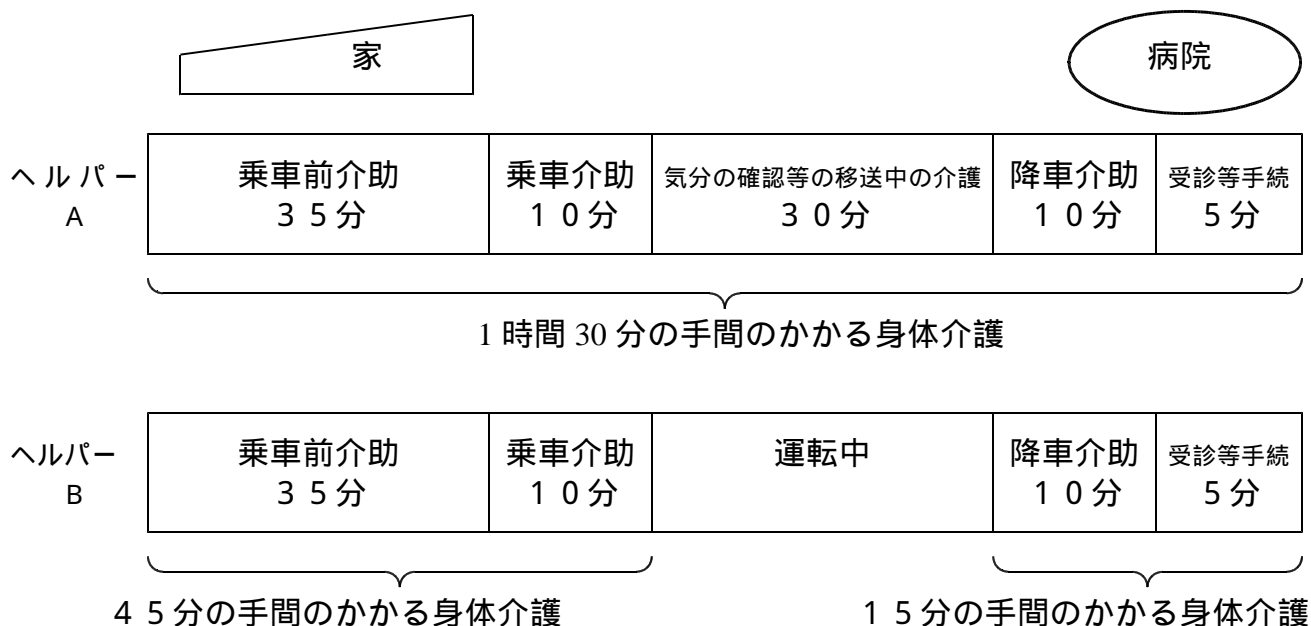 家
病院
ヘルパー
A
乗車前介助
３５分
乗車介助
１０分
気分の確認等の移送中の介護
３０分
降車介助
１０分
受診等手続
５分
1 時間 30 分の手間のかかる身体介護
ヘルパー
B
乗車前介助
３５分
乗車介助
１０分
運転中
降車介助
１０分
受診等手続
５分
４５分の手間のかかる身体介護
１５分の手間のかかる身体介護